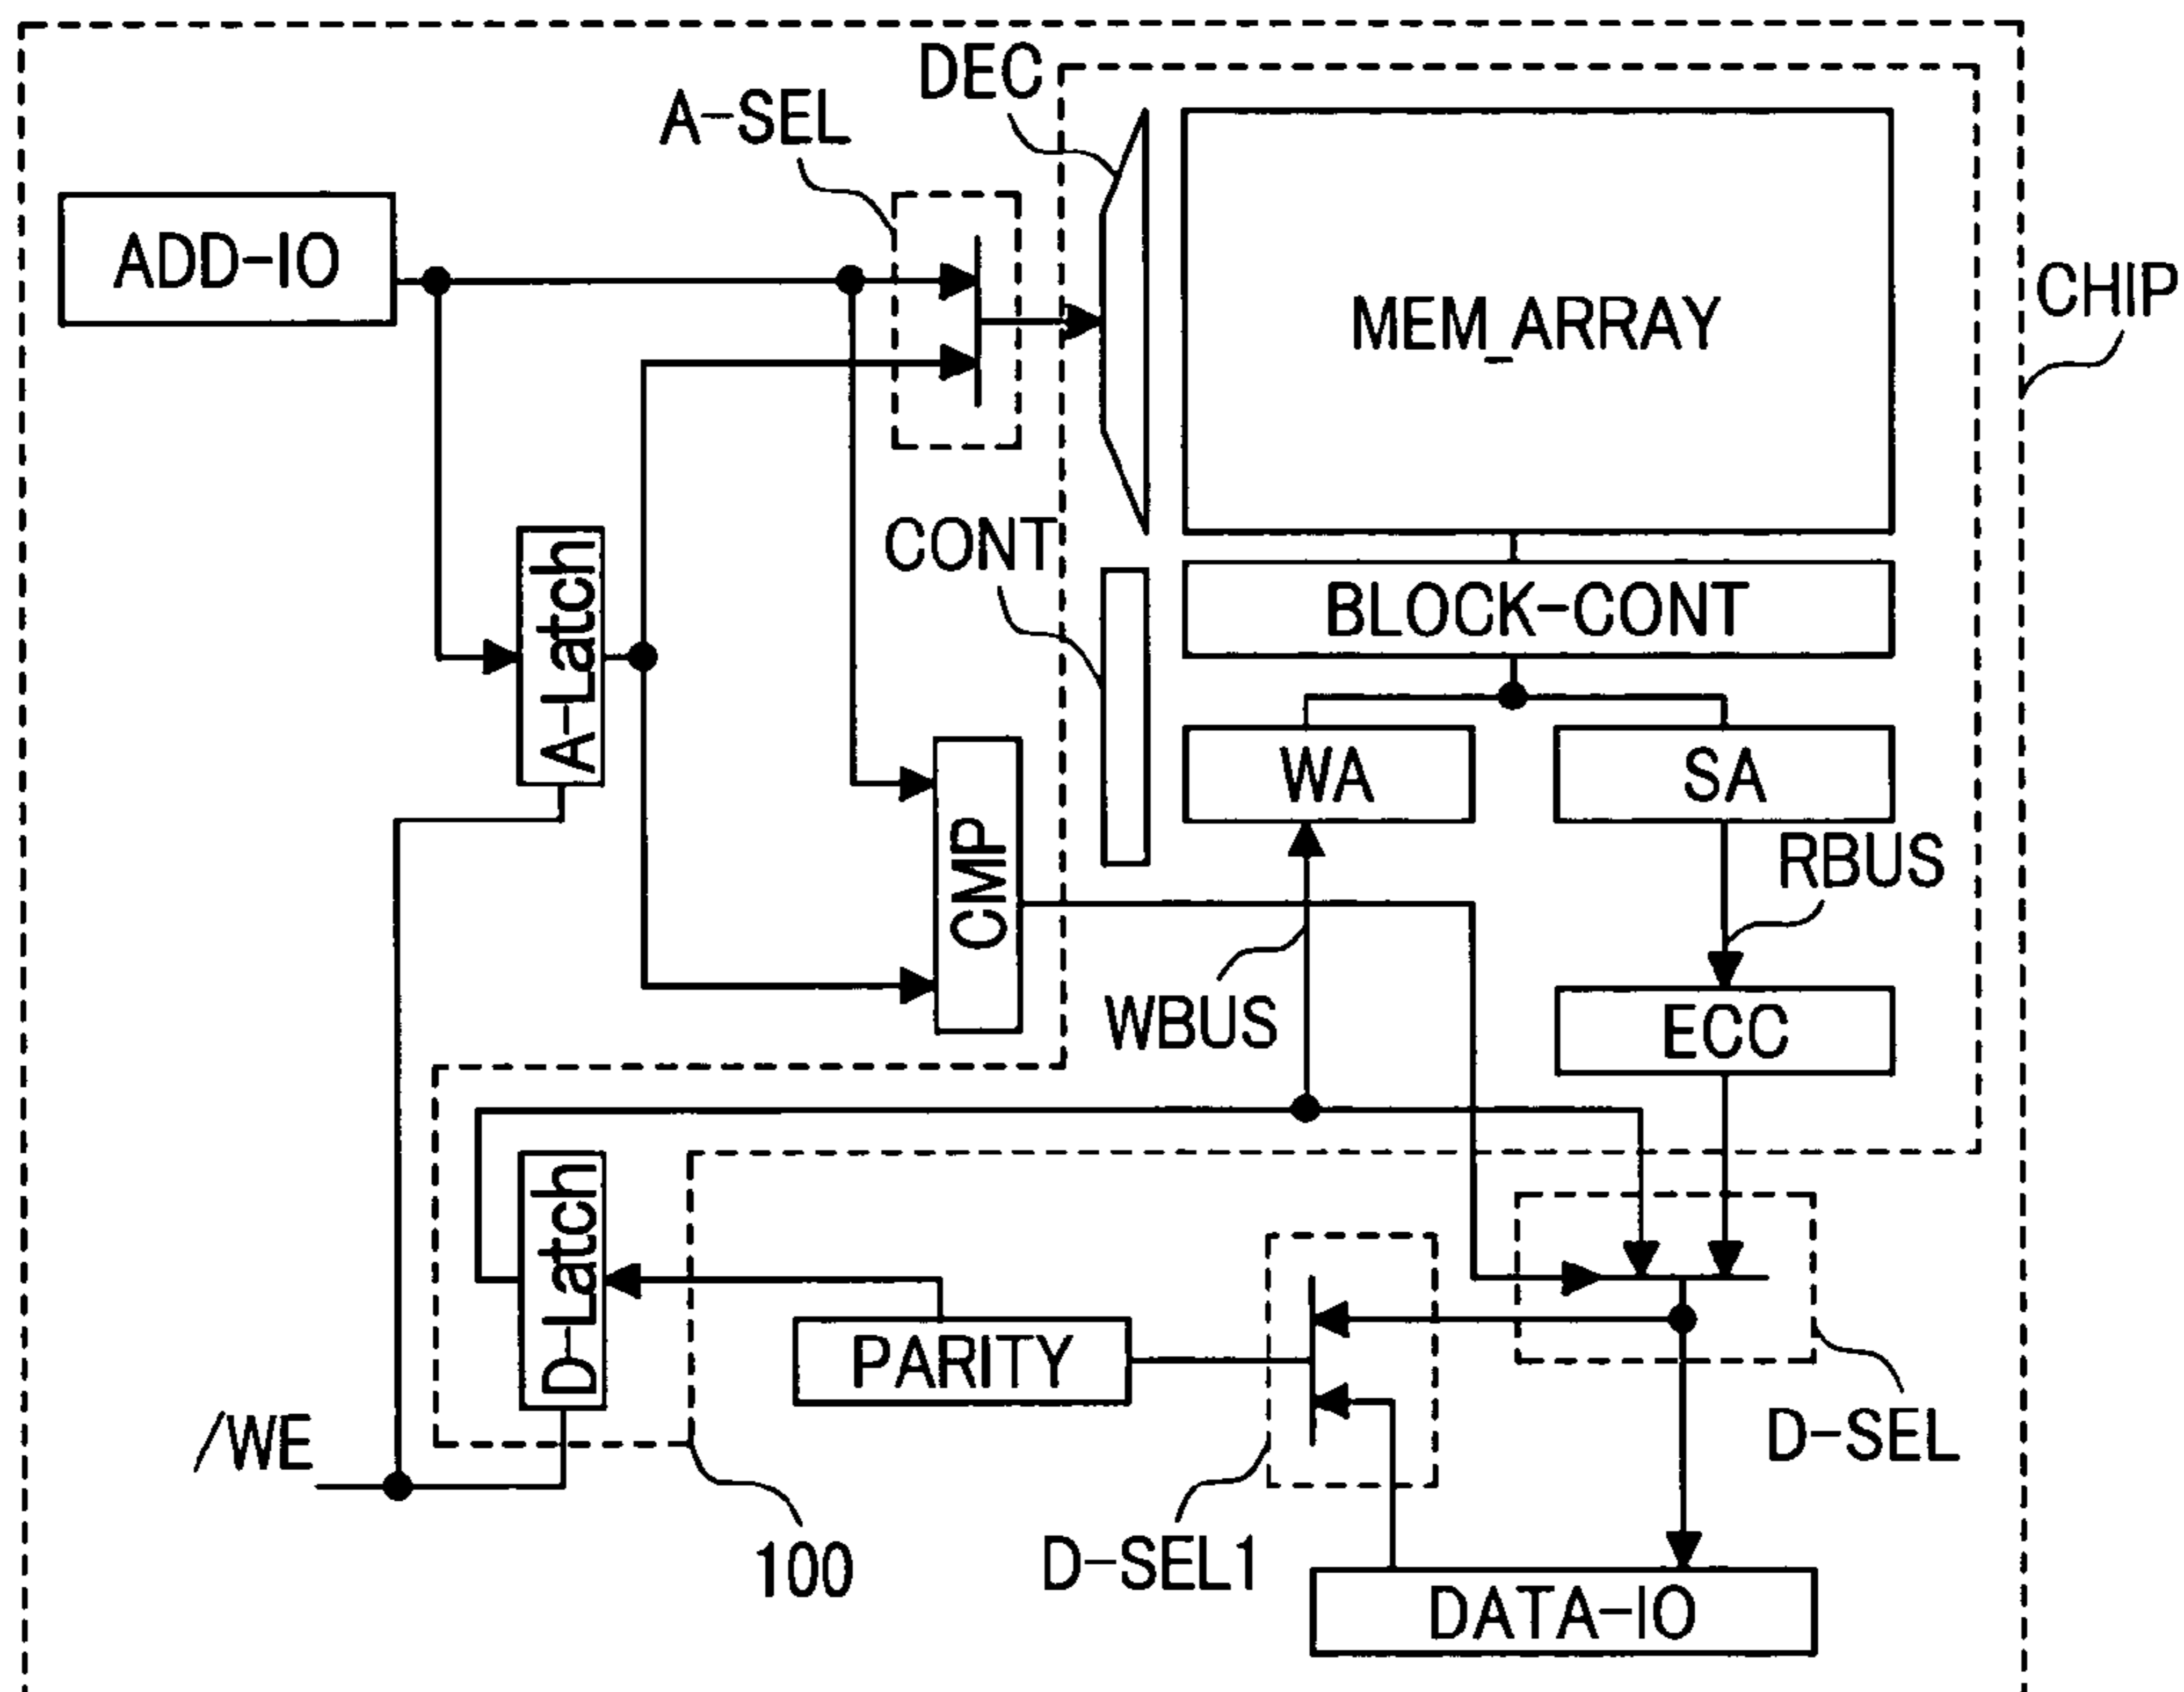 DEC
A-SEL
ADD-IO
CHIP
MEM_ARRAY
CONT
A-Latch
BLOCK-CONT
WA
SA
RBUS
CMP
WBUS
ECC
D-Latch
PARITY
/WE
D-SEL
100
D-SEL1
DATA-IO